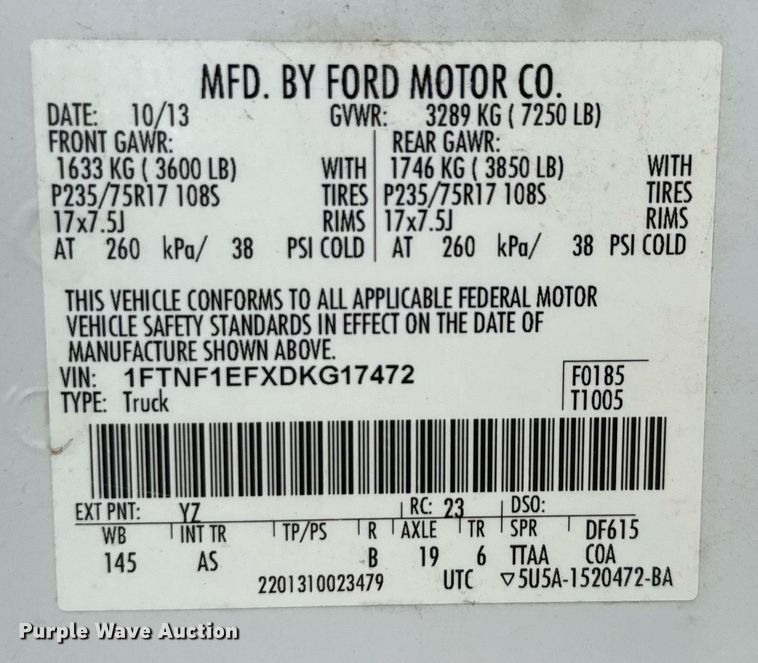 MFD. BY FORD MOTOR CO.
DATE: 10/13 GVWR: 3289 KG ( 7250 LB)
FRONT GAWR: REAR GAWR:
1633 KG ( 3600 LB) WITH 1746 KG ( 3850 LB) WITH
P235/75R17 108S TIRES P235/75R17 108S TIRES
17x7.5J RIMS 17x7.5J RIMS
AT 260 kPa/ 38 PSI COLD AT 260 kPa/ 38 PSI COLD
THIS VEHICLE CONFORMS TO ALL APPLICABLE FEDERAL MOTOR
VEHICLE SAFETY STANDARDS IN EFFECT ON THE DATE OF
MANUFACTURE SHOWN ABOVE.
VIN: 1FTNF1EFXDKG17472 F0185
TYPE: Truck T1005
EXT PNT: YZ RC: 23 DSO:
WB INT TR TP/PS R AXLE TR SPR DF615
145 AS B 19 6 TTAA COA
2201310023479 UTC ▽5U5A-1520472-BA
Purple Wave Auction